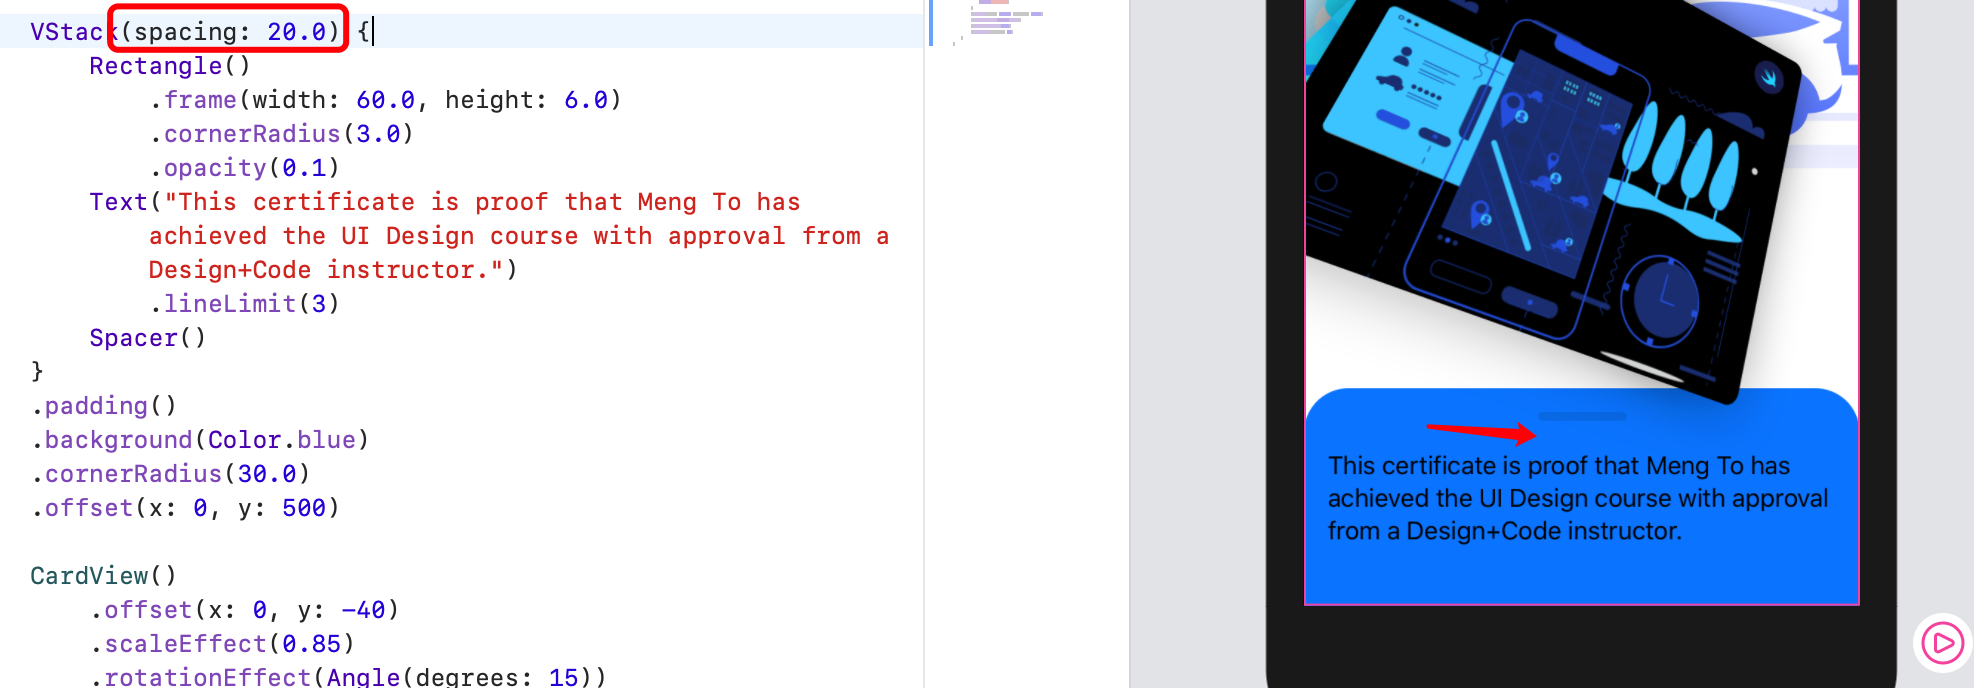 VStack(spacing: 20.0) {
Rectangle()
.frame(width: 60.0, height: 6.0)
.cornerRadius(3.0)
.opacity(0.1)
Text("This certificate is proof that Meng To has
achieved the UI Design course with approval from a
Design+Code instructor.")
.lineLimit(3)
Spacer()
}
.padding()
.background(Color.blue)
.cornerRadius(30.0)
.offset(x: 0, y: 500)
CardView()
.offset(x: 0, y: -40)
.scaleEffect(0.85)
.rotationEffect(Angle(degrees: 15))
This certificate is proof that Meng To has
achieved the UI Design course with approval
from a Design+Code instructor.